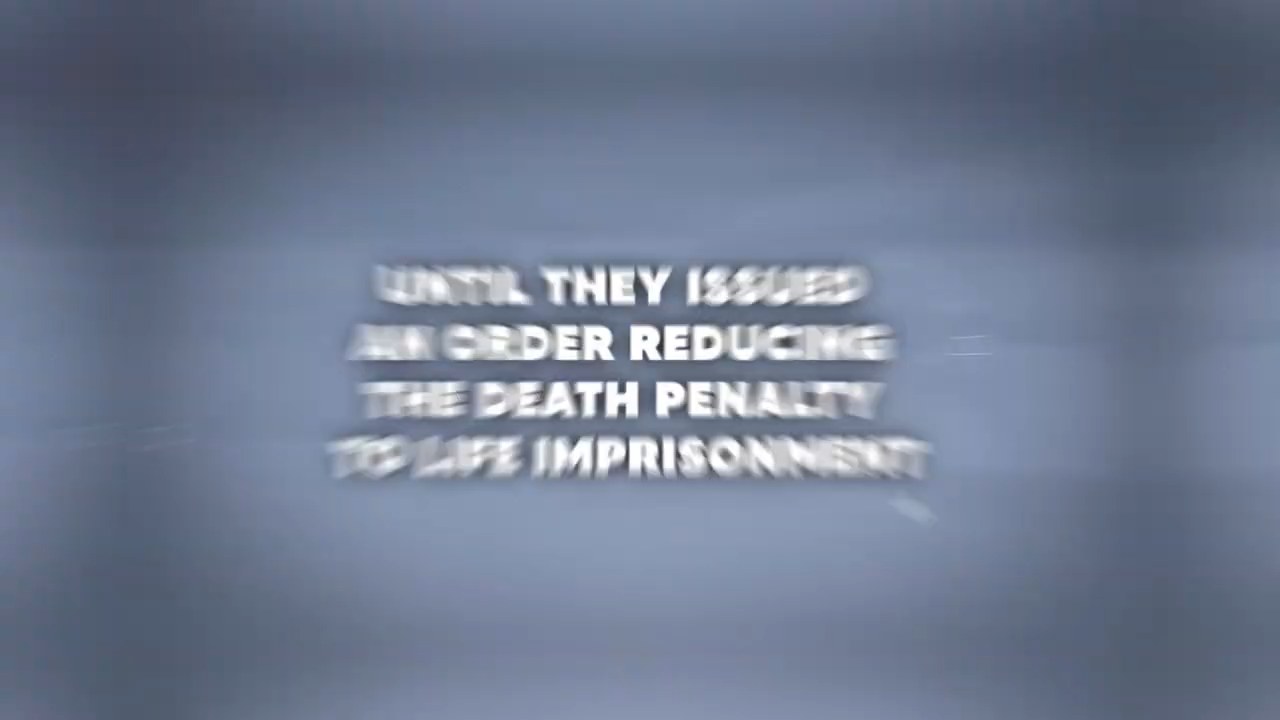 UNTIL THEY ISSUED
AN ORDER REDUCING
THE DEATH PENALTY
TO LIFE IMPRISONMENT